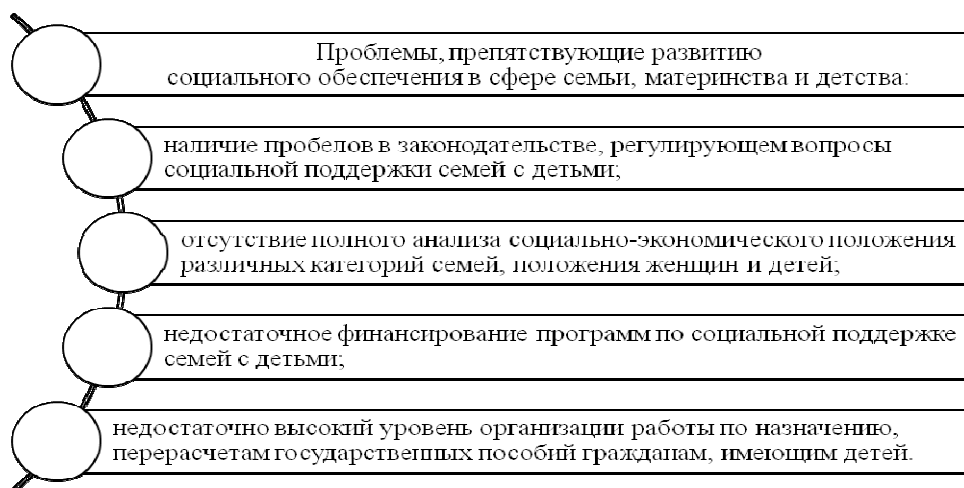 Проблемы, препятствующие развитию
социального обеспечения в сфере семьи, материнства и детства:
наличие пробелов в законодательстве, регулирующем вопросы
социальной поддержки семей с детьми;
отсутствие полного анализа социально-экономического положения
различных категорий семей, положения женщин и детей;
недостаточное финансирование программ по социальной поддержке
семей с детьми;
недостаточно высокий уровень организации работы по назначению,
перерасчетам государственных пособий гражданам, имеющим детей.